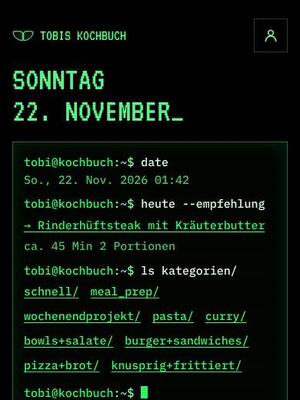 TOBIS KOCHBUCH
SONNTAG
22. NOVEMBER_
tobi@kochbuch:~$ date
So., 22. Nov. 2026 01:42
tobi@kochbuch:~$ heute --empfehlung
→ Rinderhüftsteak mit Kräuterbutter
ca. 45 Min 2 Portionen
tobi@kochbuch:~$ ls kategorien/
schnell/ meal_prep/
wochenendprojekt/ pasta/ curry/
bowls+salate/ burger+sandwiches/
pizza+brot/ knusprig+frittiert/
tobi@kochbuch:~$